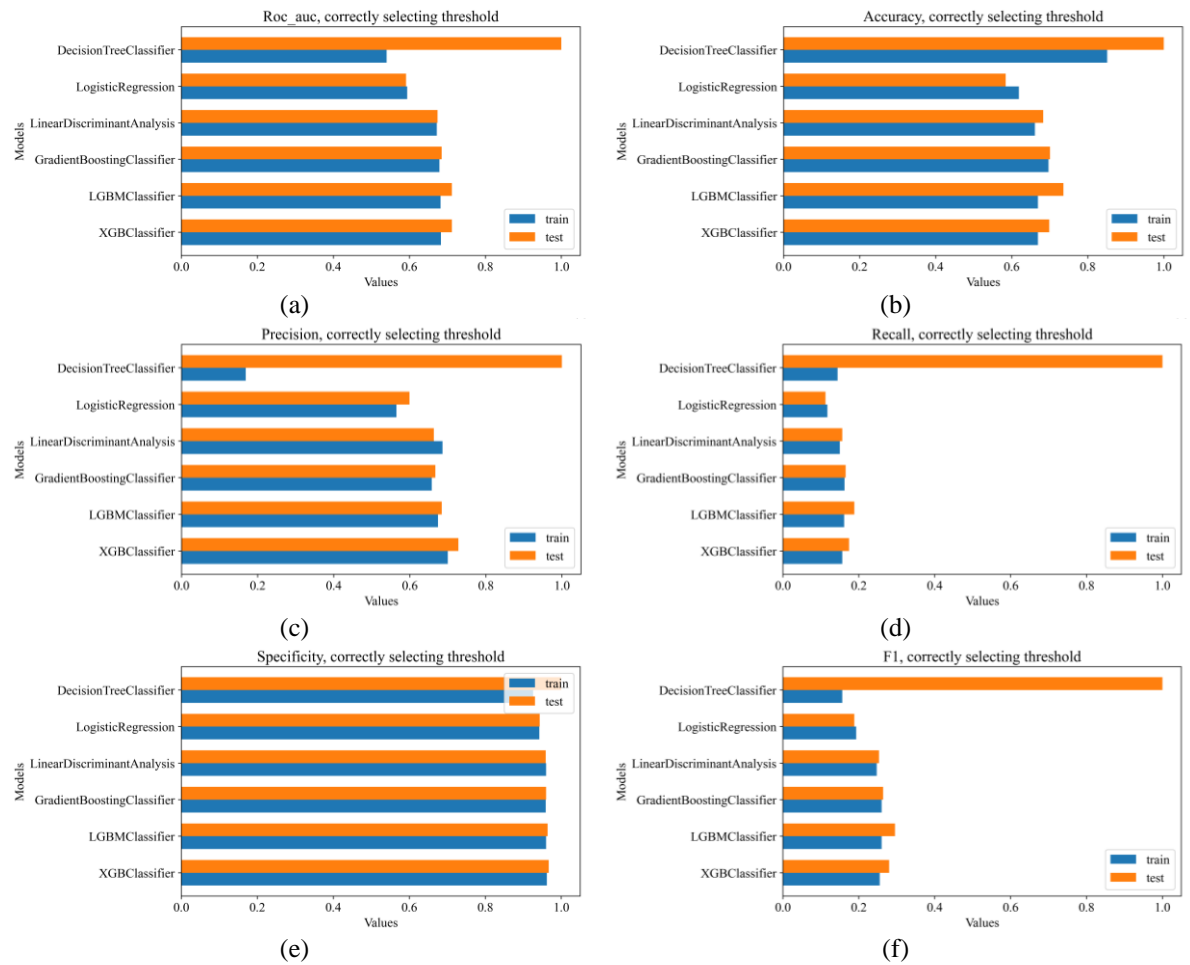 Roc_auc, correctly selecting threshold
Models
DecisionTreeClassifier
LogisticRegression
LinearDiscriminantAnalysis
GradientBoostingClassifier
LGBMClassifier
XGBClassifier
train
test
0.0 0.2 0.4 0.6 0.8 1.0
Values
(a)
Accuracy, correctly selecting threshold
Models
DecisionTreeClassifier
LogisticRegression
LinearDiscriminantAnalysis
GradientBoostingClassifier
LGBMClassifier
XGBClassifier
train
test
0.0 0.2 0.4 0.6 0.8 1.0
Values
(b)
Precision, correctly selecting threshold
Models
DecisionTreeClassifier
LogisticRegression
LinearDiscriminantAnalysis
GradientBoostingClassifier
LGBMClassifier
XGBClassifier
train
test
0.0 0.2 0.4 0.6 0.8 1.0
Values
(c)
Recall, correctly selecting threshold
Models
DecisionTreeClassifier
LogisticRegression
LinearDiscriminantAnalysis
GradientBoostingClassifier
LGBMClassifier
XGBClassifier
train
test
0.0 0.2 0.4 0.6 0.8 1.0
Values
(d)
Specificity, correctly selecting threshold
Models
DecisionTreeClassifier
LogisticRegression
LinearDiscriminantAnalysis
GradientBoostingClassifier
LGBMClassifier
XGBClassifier
train
test
0.0 0.2 0.4 0.6 0.8 1.0
Values
(e)
F1, correctly selecting threshold
Models
DecisionTreeClassifier
LogisticRegression
LinearDiscriminantAnalysis
GradientBoostingClassifier
LGBMClassifier
XGBClassifier
train
test
0.0 0.2 0.4 0.6 0.8 1.0
Values
(f)